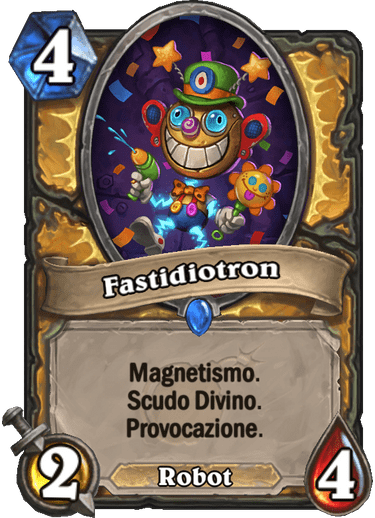 4
Fastidiotron
Magnetismo.
Scudo Divino.
Provocazione.
2
Robot
4